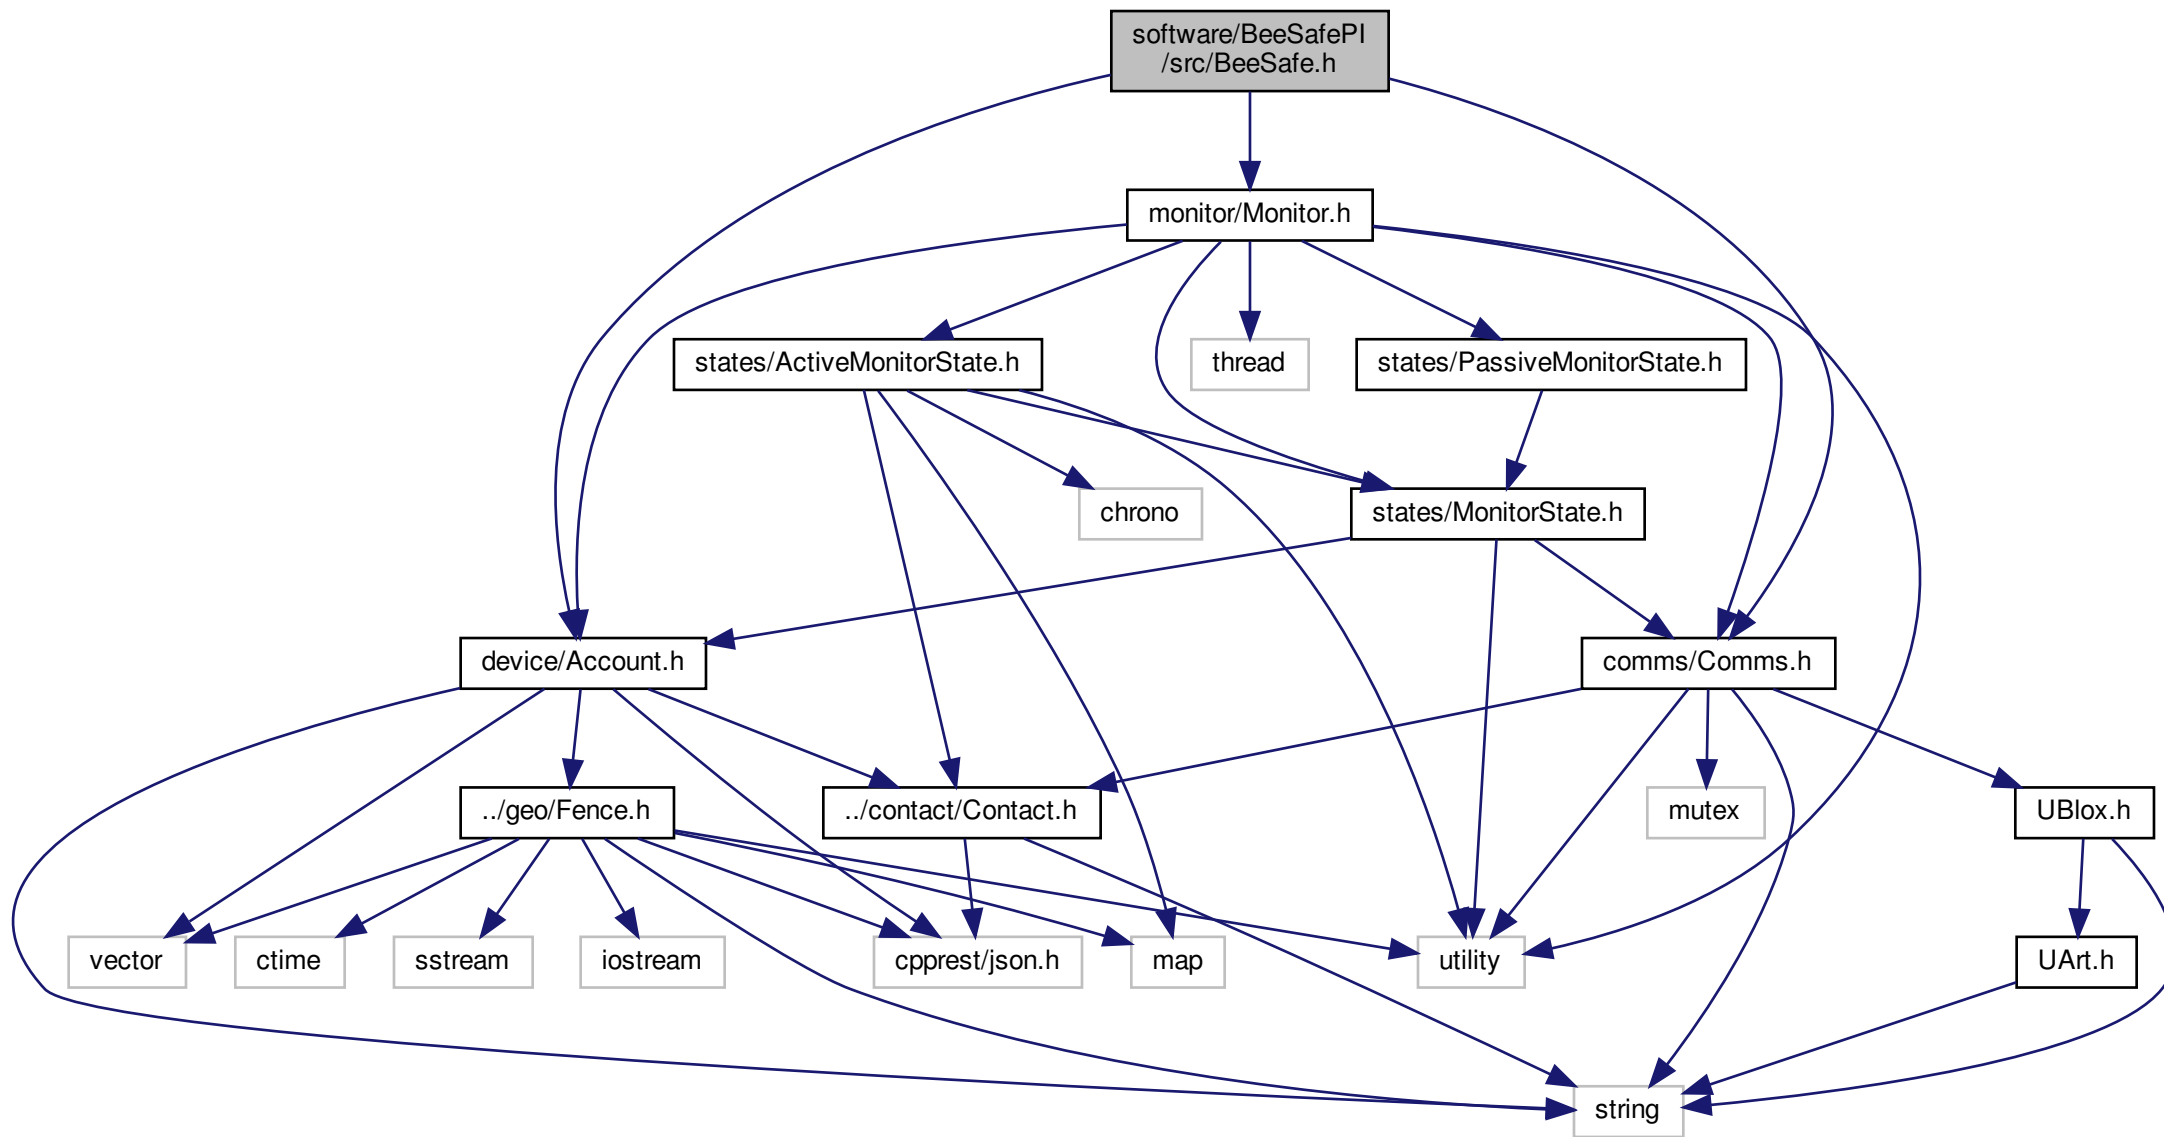 software/BeeSafePI
/src/BeeSafe.h
monitor/Monitor.h
states/ActiveMonitorState.h
thread
states/PassiveMonitorState.h
chrono
states/MonitorState.h
device/Account.h
comms/Comms.h
../geo/Fence.h
../contact/Contact.h
mutex
UBlox.h
vector
ctime
sstream
iostream
cpprest/json.h
map
utility
UArt.h
string